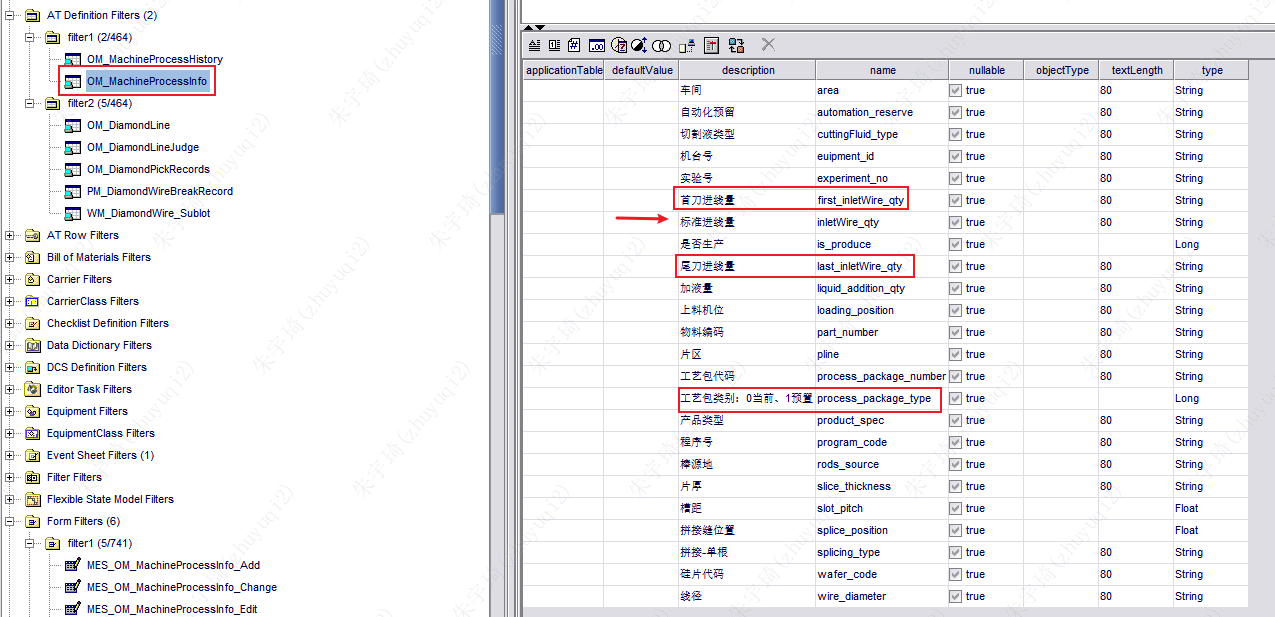 AT Definition Filters (2)
filter1 (2/464)
OM_MachineProcessHistory
OM_MachineProcessInfo
filter2 (5/464)
OM_DiamondLine
OM_DiamondLineJudge
OM_DiamondPickRecords
PM_DiamondWireBreakRecord
WM_DiamondWire_Sublot
AT Row Filters
Bill of Materials Filters
Carrier Filters
CarrierClass Filters
Checklist Definition Filters
Data Dictionary Filters
DCS Definition Filters
Editor Task Filters
Equipment Filters
EquipmentClass Filters
Event Sheet Filters (1)
Filter Filters
Flexible State Model Filters
Form Filters (6)
filter1 (5/741)
MES_OM_MachineProcessInfo_Add
MES_OM_MachineProcessInfo_Change
MES_OM_MachineProcessInfo_Edit
applicationTable defaultValue description name nullable objectType textLength type
车间 area true 80 String
自动化预留 automation_reserve true 80 String
切割液类型 cuttingFluid_type true 80 String
机台号 euipment_id true 80 String
实验号 experiment_no true 80 String
首刀进线量 first_inletWire_qty true 80 String
标准进线量 inletWire_qty true 80 String
是否生产 is_produce true Long
尾刀进线量 last_inletWire_qty true 80 String
加液量 liquid_addition_qty true 80 String
上料机位 loading_position true 80 String
物料编码 part_number true 80 String
片区 pline true 80 String
工艺包代码 process_package_number true 80 String
工艺包类别：0当前、1预置 process_package_type true Long
产品类型 product_spec true 80 String
程序号 program_code true 80 String
棒源地 rods_source true 80 String
片厚 slice_thickness true 80 String
槽距 slot_pitch true Float
拼接缝位置 splice_position true Float
拼接-单根 splicing_type true 80 String
硅片代码 wafer_code true 80 String
线径 wire_diameter true 80 String
朱宇琦(zhuyuqi2)